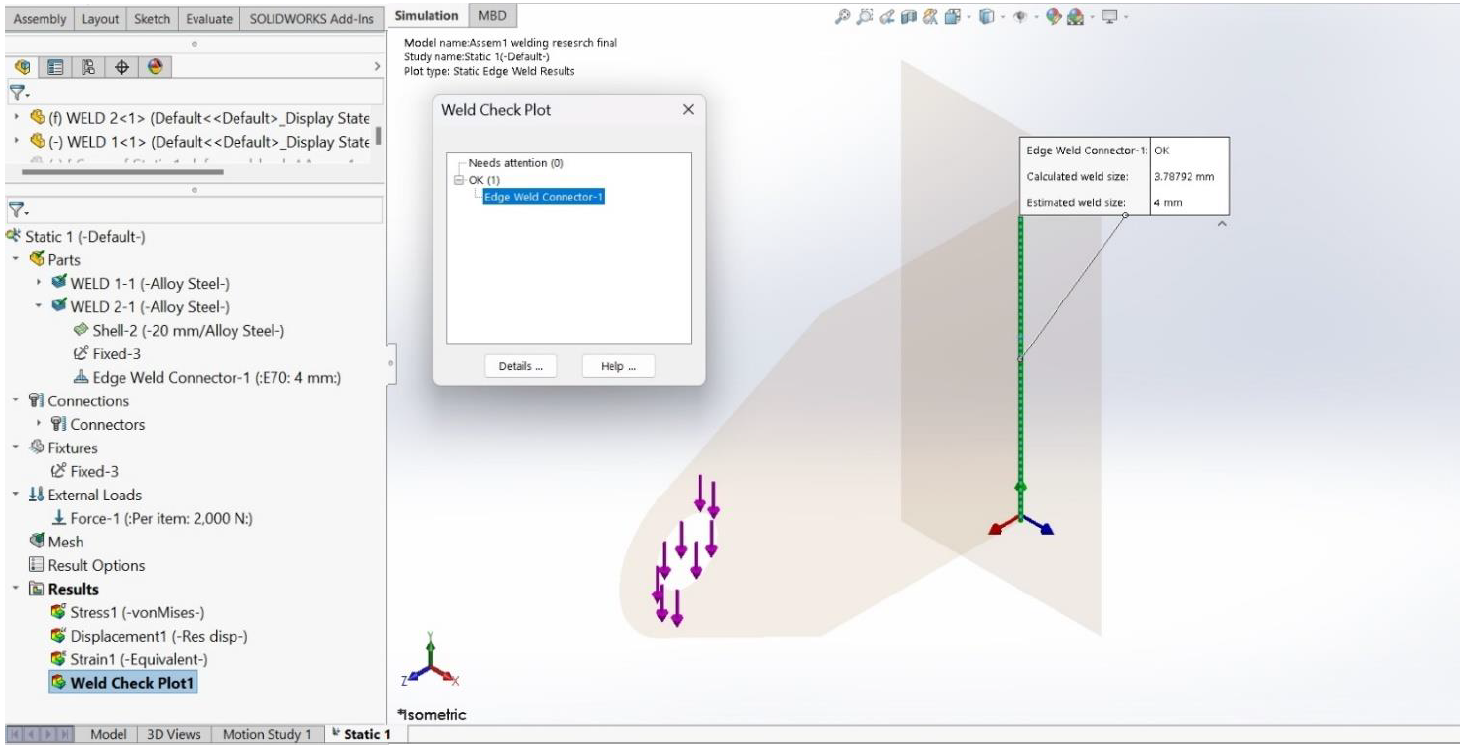 Assembly Layout Sketch Evaluate SOLIDWORKS Add-Ins Simulation MBD
Model name:Assem1 welding resesrch final
Study name:Static 1(-Default-)
Plot type: Static Edge Weld Results
(f) WELD 2<1> (Default<<Default>_Display State
(-) WELD 1<1> (Default<<Default>_Display State
Static 1 (-Default-)
Parts
WELD 1-1 (-Alloy Steel-)
WELD 2-1 (-Alloy Steel-)
Shell-2 (-20 mm/Alloy Steel-)
Fixed-3
Edge Weld Connector-1 (:E70: 4 mm:)
Connections
Connectors
Fixtures
Fixed-3
External Loads
Force-1 (:Per item: 2,000 N:)
Mesh
Result Options
Results
Stress1 (-vonMises-)
Displacement1 (-Res disp-)
Strain1 (-Equivalent-)
Weld Check Plot1
Weld Check Plot
Needs attention (0)
OK (1)
Edge Weld Connector-1
Details ... Help ...
Edge Weld Connector-1: OK
Calculated weld size: 3.78792 mm
Estimated weld size: 4 mm
Y
Z X
*Isometric
Model 3D Views Motion Study 1 Static 1